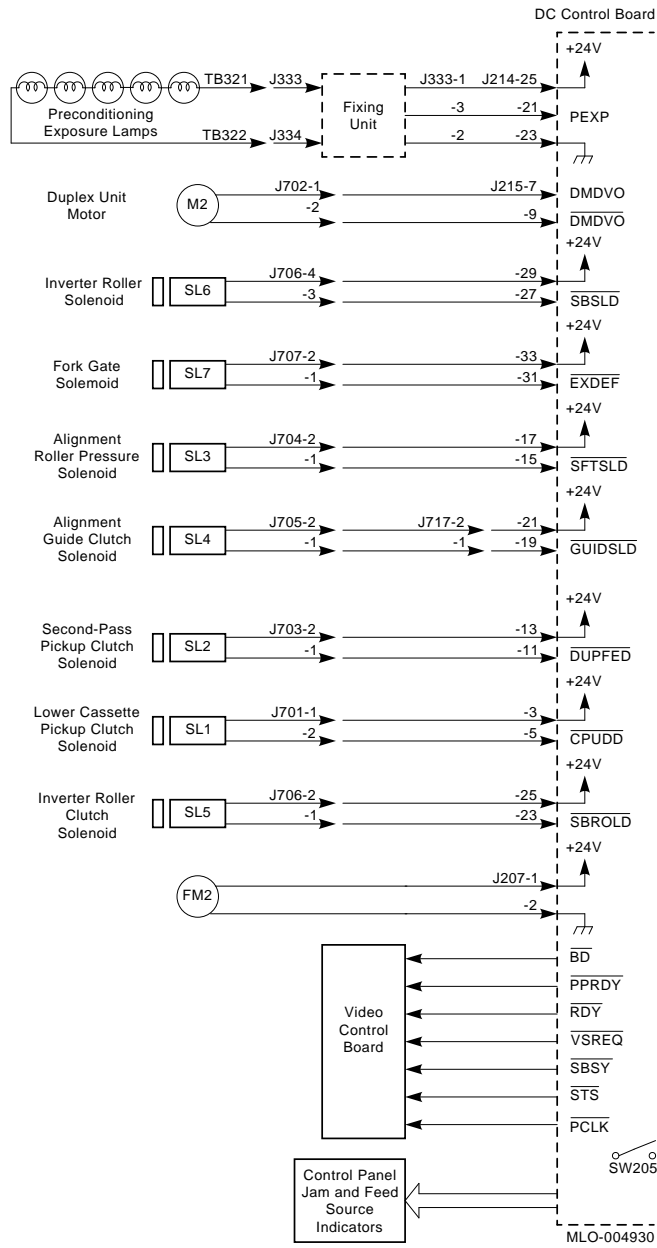 DC Control Board
+24V
TB321 J333 J333-1 J214-25
Preconditioning
Exposure Lamps
Fixing
Unit
-3 -21 PEXP
TB322 J334 -2 -23
Duplex Unit
Motor
M2
J702-1 J215-7 DMDVO
-2 -9 DMDVO
+24V
Inverter Roller
Solenoid
SL6
J706-4 -29
-3 -27 SBSLD
+24V
Fork Gate
Solemoid
SL7
J707-2 -33
-1 -31 EXDEF
+24V
Alignment
Roller Pressure
Solenoid
SL3
J704-2 -17
-1 -15 SFTSLD
+24V
Alignment
Guide Clutch
Solenoid
SL4
J705-2 J717-2 -21
-1 -1 -19 GUIDSLD
+24V
Second-Pass
Pickup Clutch
Solenoid
SL2
J703-2 -13
-1 -11 DUPFED
+24V
Lower Cassette
Pickup Clutch
Solenoid
SL1
J701-1 -3
-2 -5 CPUDD
+24V
Inverter Roller
Clutch
Solenoid
SL5
J706-2 -25
-1 -23 SBROLD
+24V
FM2
J207-1
-2
Video
Control
Board
BD
PPRDY
RDY
VSREQ
SBSY
STS
PCLK
SW205
Control Panel
Jam and Feed
Source
Indicators
MLO-004930